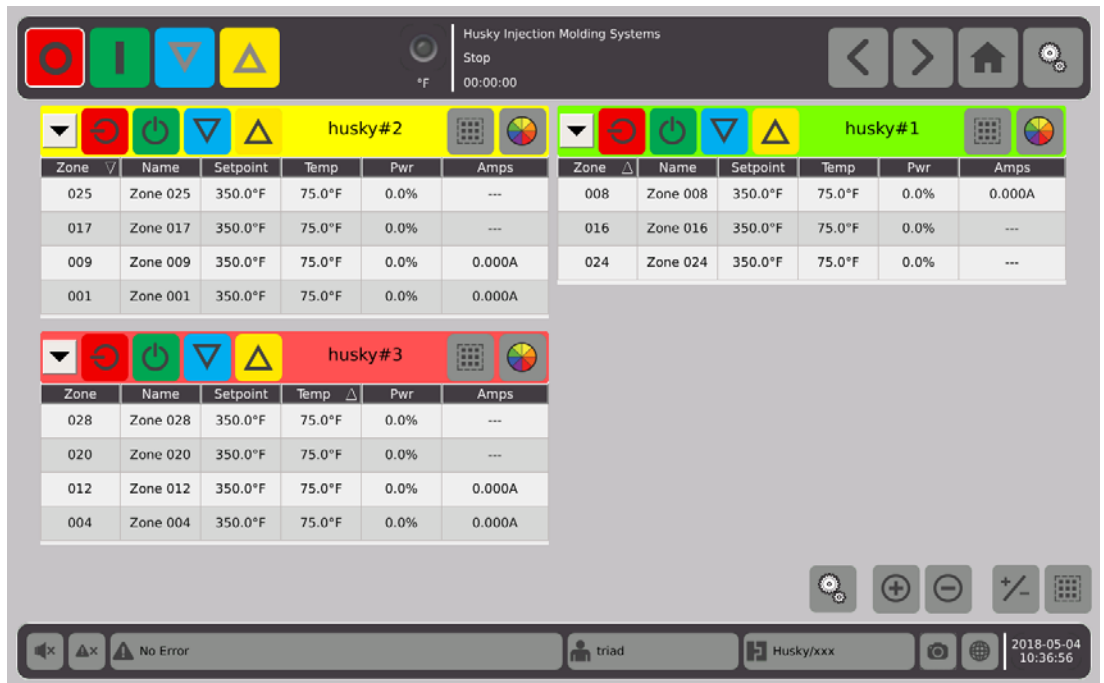 Husky Injection Molding Systems
Stop
°F 00:00:00
husky#2
Zone Name Setpoint Temp Pwr Amps
025 Zone 025 350.0°F 75.0°F 0.0% ---
017 Zone 017 350.0°F 75.0°F 0.0% ---
009 Zone 009 350.0°F 75.0°F 0.0% 0.000A
001 Zone 001 350.0°F 75.0°F 0.0% 0.000A
husky#1
Zone Name Setpoint Temp Pwr Amps
008 Zone 008 350.0°F 75.0°F 0.0% 0.000A
016 Zone 016 350.0°F 75.0°F 0.0% ---
024 Zone 024 350.0°F 75.0°F 0.0% ---
husky#3
Zone Name Setpoint Temp Pwr Amps
028 Zone 028 350.0°F 75.0°F 0.0% ---
020 Zone 020 350.0°F 75.0°F 0.0% ---
012 Zone 012 350.0°F 75.0°F 0.0% 0.000A
004 Zone 004 350.0°F 75.0°F 0.0% 0.000A
No Error triad Husky/xxx 2018-05-04
10:36:56